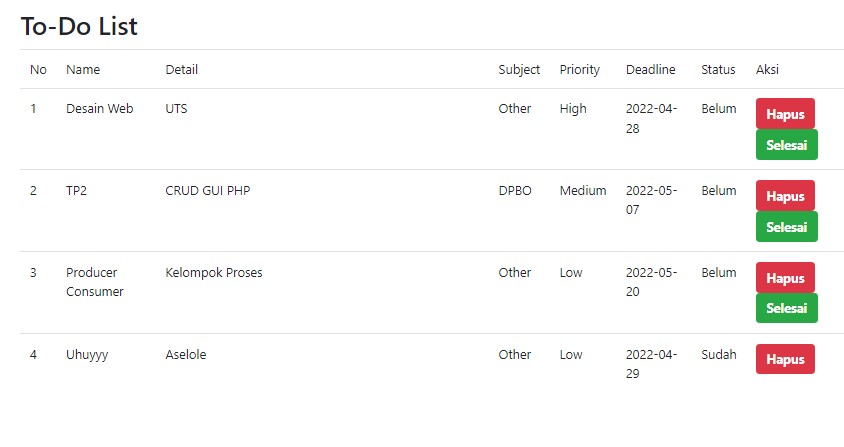 To-Do List
No Name Detail Subject Priority Deadline Status Aksi
1 Desain Web UTS Other High 2022-04-28 Belum Hapus Selesai
2 TP2 CRUD GUI PHP DPBO Medium 2022-05-07 Belum Hapus Selesai
3 Producer Consumer Kelompok Proses Other Low 2022-05-20 Belum Hapus Selesai
4 Uhuyyy Aselole Other Low 2022-04-29 Sudah Hapus